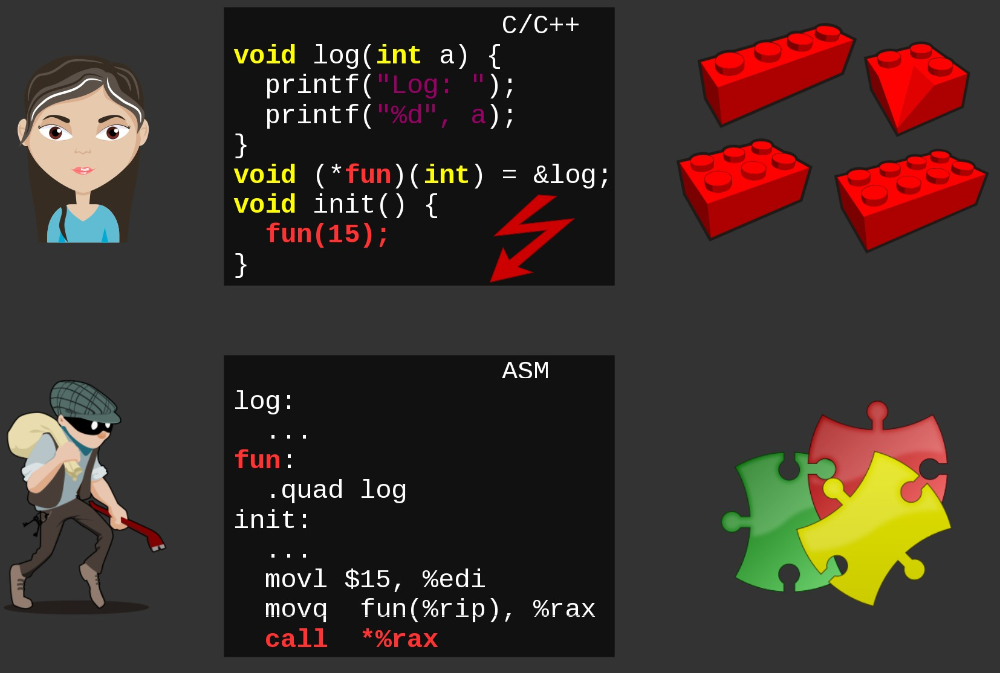 C/C++
void log(int a) {
  printf("Log: ");
  printf("%d", a);
}
void (*fun)(int) = &log;
void init() {
  fun(15);
}
ASM
log:
  ...
fun:
  .quad log
init:
  ...
  movl $15, %edi
  movq  fun(%rip), %rax
  call  *%rax